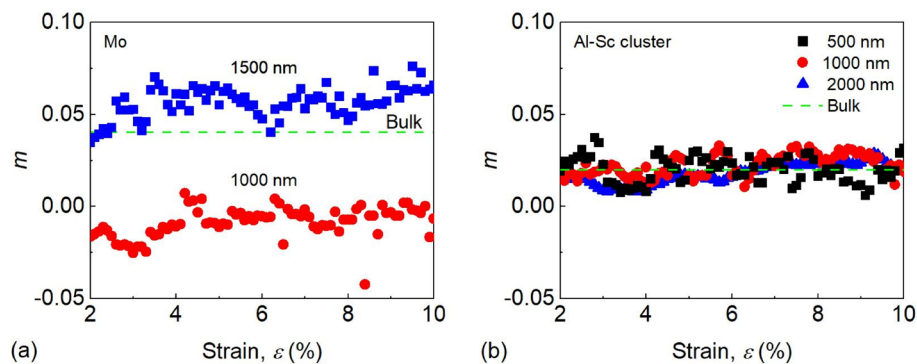 0.10
0.05
0.00
-0.05
m
Mo
1500 nm
Bulk
1000 nm
2 4 6 8 10
(a)
Strain, ε (%)
0.10
0.05
0.00
-0.05
m
Al-Sc cluster
500 nm
1000 nm
2000 nm
Bulk
2 4 6 8 10
(b)
Strain, ε (%)